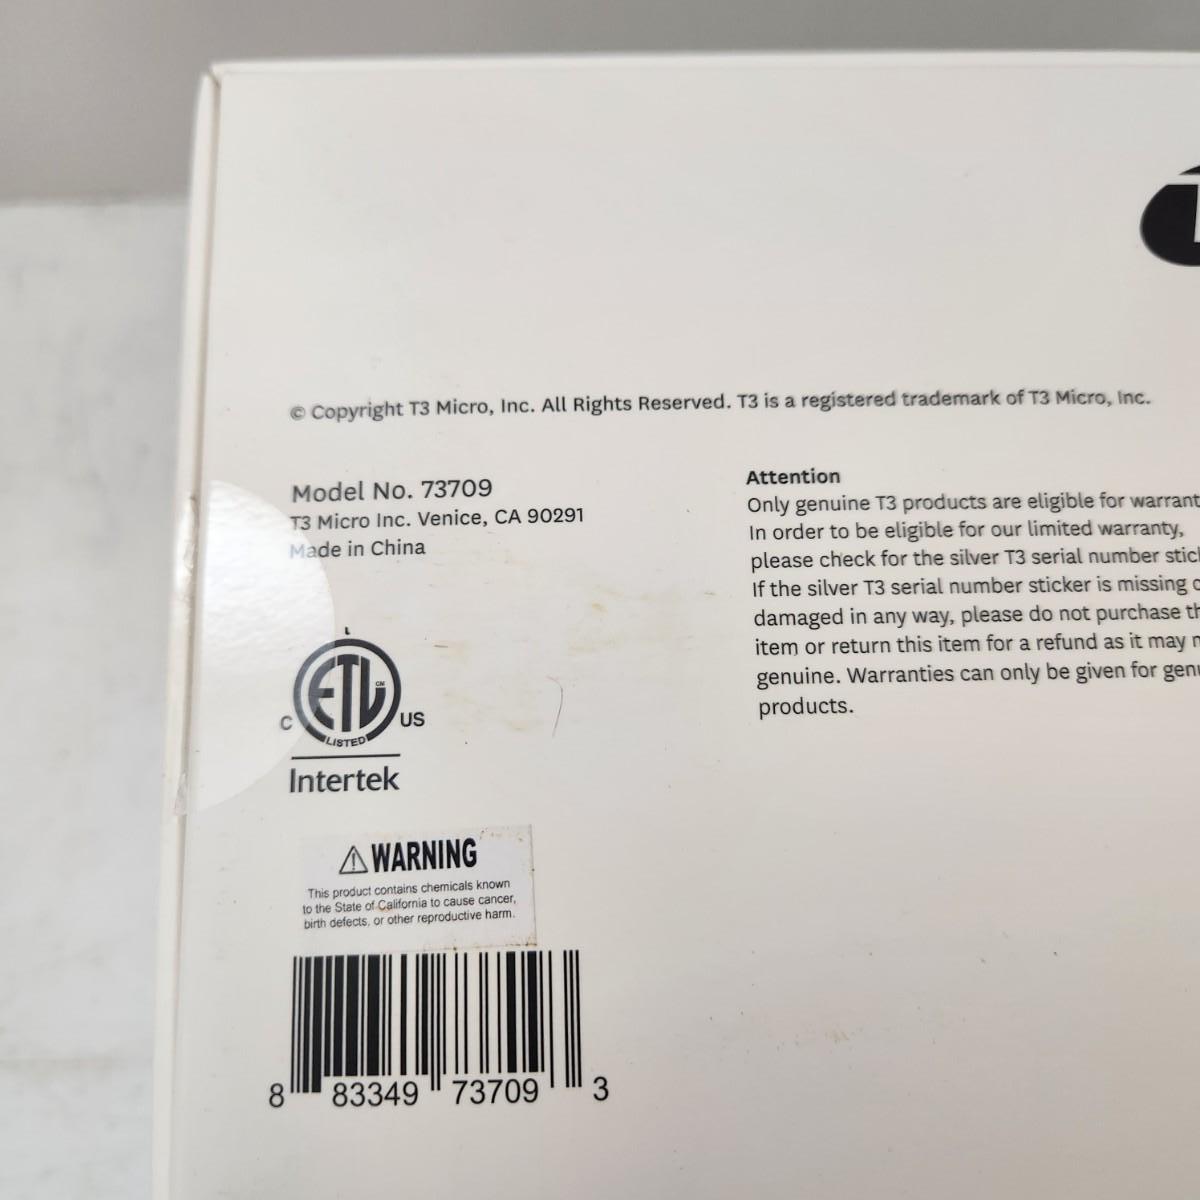 © Copyright T3 Micro, Inc. All Rights Reserved. T3 is a registered trademark of T3 Micro, Inc.
Model No. 73709
T3 Micro Inc. Venice, CA 90291
Made in China
Attention
Only genuine T3 products are eligible for warrant
In order to be eligible for our limited warranty,
please check for the silver T3 serial number stic
If the silver T3 serial number sticker is missing
damaged in any way, please do not purchase th
item or return this item for a refund as it may
genuine. Warranties can only be given for gen
products.
ETL CM
C US
LISTED
Intertek
⚠ WARNING
This product contains chemicals known
to the State of California to cause cancer,
birth defects, or other reproductive harm.
8 83349 73709 3